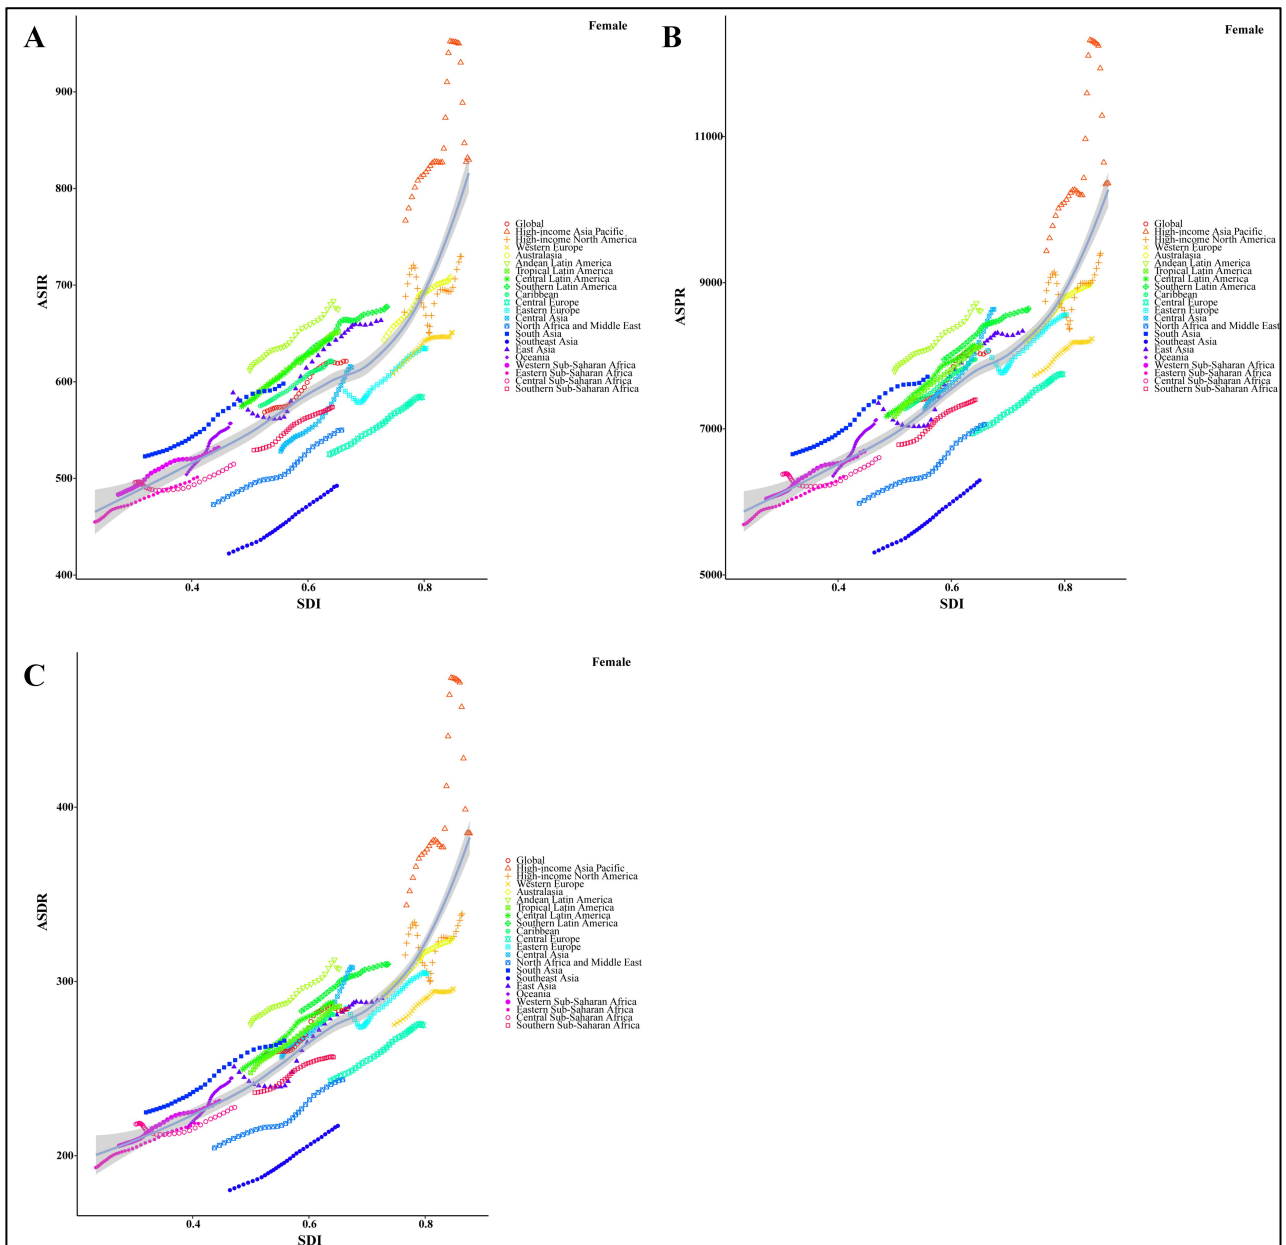 A
Female
900
800
700
600
500
400
ASIR
0.4
0.6
0.8
SDI
Global
High-income Asia Pacific
High-income North America
Western Europe
Australasia
Andean Latin America
Tropical Latin America
Central Latin America
Southern Latin America
Caribbean
Central Europe
Eastern Europe
Central Asia
North Africa and Middle East
South Asia
Southeast Asia
East Asia
Oceania
Western Sub-Saharan Africa
Eastern Sub-Saharan Africa
Central Sub-Saharan Africa
Southern Sub-Saharan Africa
B
Female
11000
9000
7000
5000
ASPR
0.4
0.6
0.8
SDI
Global
High-income Asia Pacific
High-income North America
Western Europe
Australasia
Andean Latin America
Tropical Latin America
Central Latin America
Southern Latin America
Caribbean
Central Europe
Eastern Europe
Central Asia
North Africa and Middle East
South Asia
Southeast Asia
East Asia
Oceania
Western Sub-Saharan Africa
Eastern Sub-Saharan Africa
Central Sub-Saharan Africa
Southern Sub-Saharan Africa
C
Female
400
300
200
ASDR
0.4
0.6
0.8
SDI
Global
High-income Asia Pacific
High-income North America
Western Europe
Australasia
Andean Latin America
Tropical Latin America
Central Latin America
Southern Latin America
Caribbean
Central Europe
Eastern Europe
Central Asia
North Africa and Middle East
South Asia
Southeast Asia
East Asia
Oceania
Western Sub-Saharan Africa
Eastern Sub-Saharan Africa
Central Sub-Saharan Africa
Southern Sub-Saharan Africa